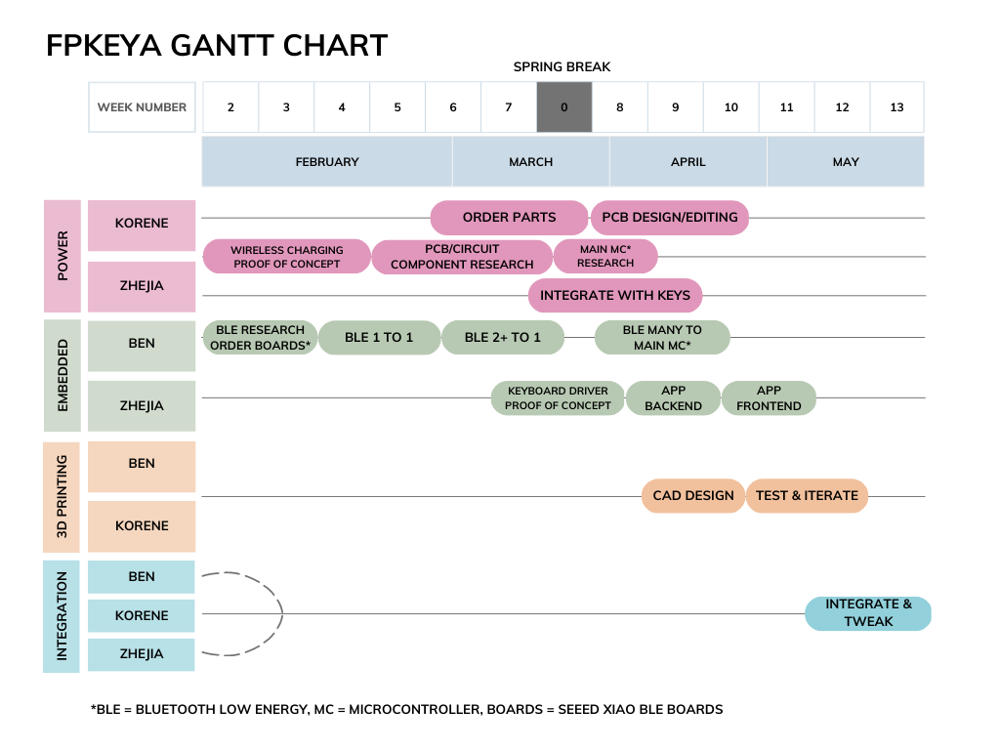 FPKEYA GANTT CHART
SPRING BREAK
WEEK NUMBER 2 3 4 5 6 7 0 8 9 10 11 12 13
FEBRUARY MARCH APRIL MAY
POWER
KORENE
ORDER PARTS PCB DESIGN/EDITING
WIRELESS CHARGING
PROOF OF CONCEPT
PCB/CIRCUIT
COMPONENT RESEARCH
MAIN MC*
RESEARCH
ZHEJIA
INTEGRATE WITH KEYS
EMBEDDED
BEN
BLE RESEARCH
ORDER BOARDS*
BLE 1 TO 1
BLE 2+ TO 1
BLE MANY TO
MAIN MC*
ZHEJIA
KEYBOARD DRIVER
PROOF OF CONCEPT
APP
BACKEND
APP
FRONTEND
3D PRINTING
BEN
CAD DESIGN TEST & ITERATE
KORENE
INTEGRATION
BEN
KORENE
INTEGRATE &
TWEAK
ZHEJIA
*BLE = BLUETOOTH LOW ENERGY, MC = MICROCONTROLLER, BOARDS = SEEED XIAO BLE BOARDS